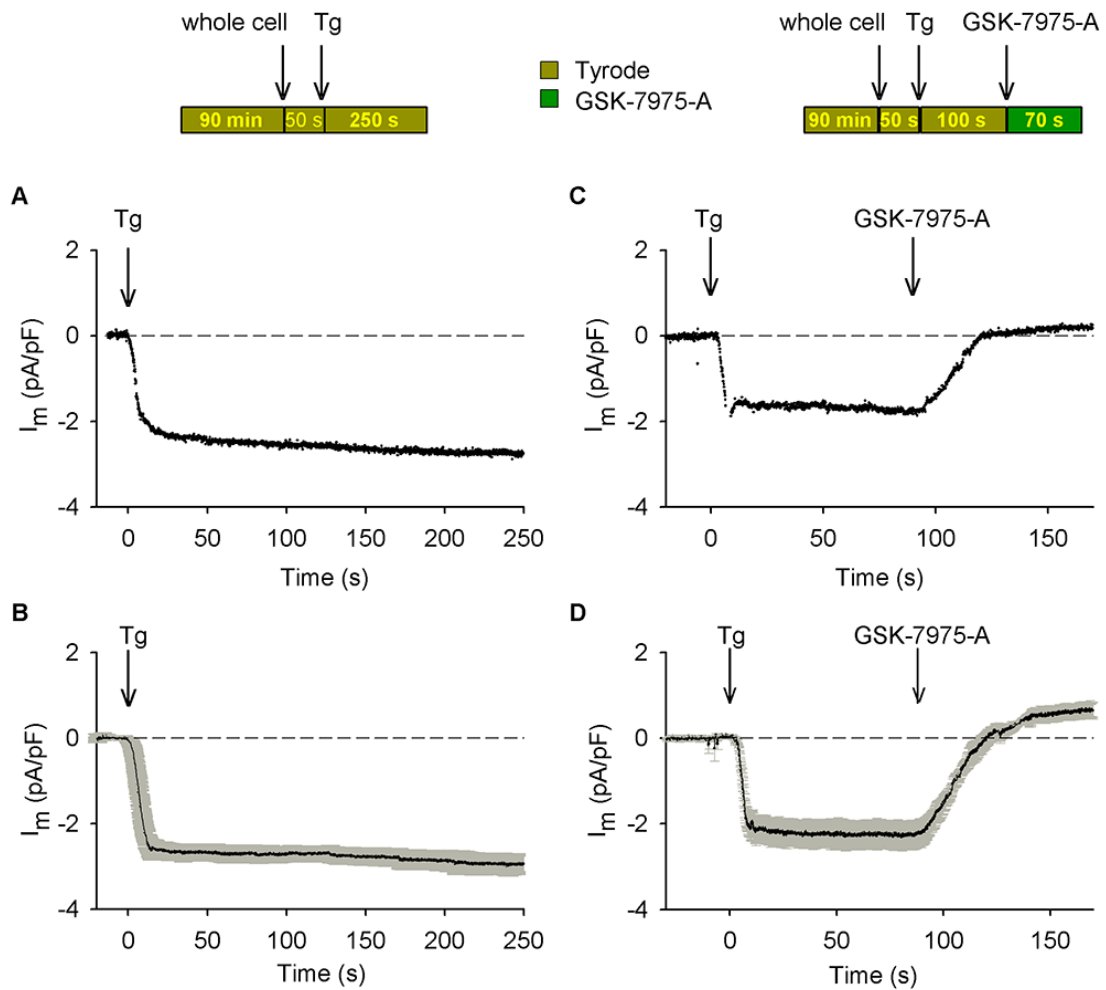 whole cell Tg
90 min 50 s 250 s
Tyrode
GSK-7975-A
whole cell Tg GSK-7975-A
90 min 50 s 100 s 70 s
A
Tg
2
0
-2
-4
Im (pA/pF)
0 50 100 150 200 250
Time (s)
C
Tg GSK-7975-A
2
0
-2
-4
Im (pA/pF)
0 50 100 150
Time (s)
B
Tg
2
0
-2
-4
Im (pA/pF)
0 50 100 150 200 250
Time (s)
D
Tg GSK-7975-A
2
0
-2
-4
Im (pA/pF)
0 50 100 150
Time (s)